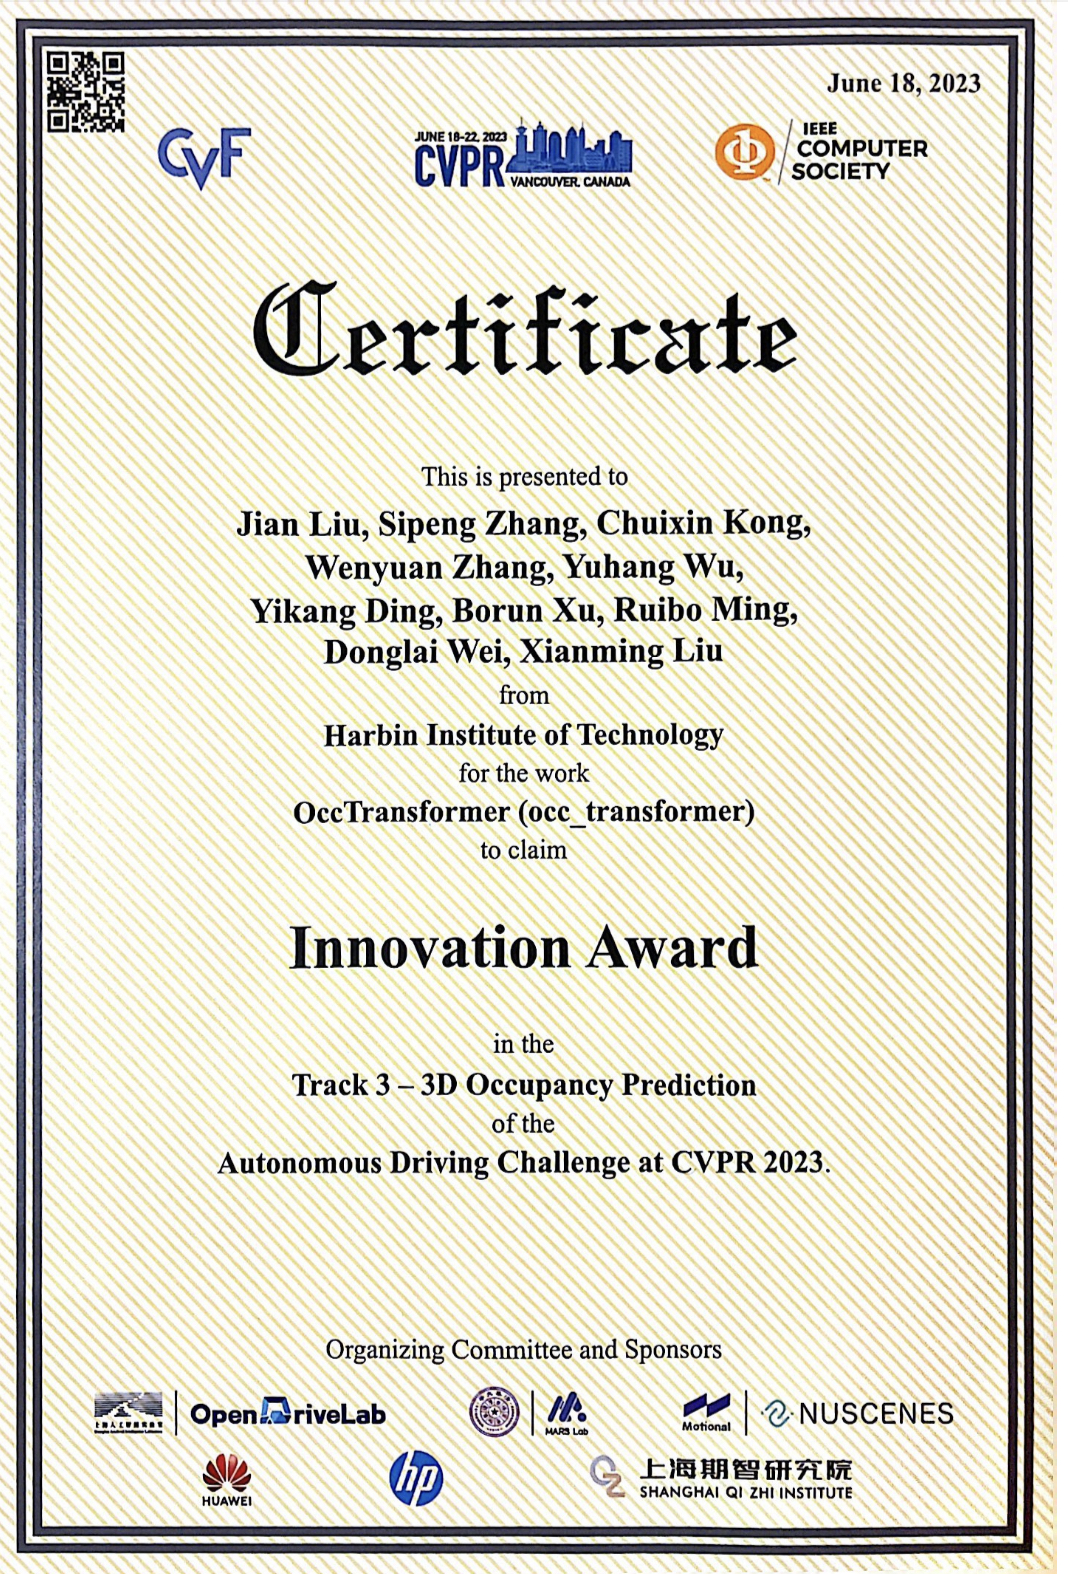 June 18, 2023
CVF
JUNE 18-22, 2023
CVPR
VANCOUVER, CANADA
IEEE
COMPUTER
SOCIETY
Certificate
This is presented to
Jian Liu, Sipeng Zhang, Chuixin Kong,
Wenyuan Zhang, Yuhang Wu,
Yikang Ding, Borun Xu, Ruibo Ming,
Donglai Wei, Xianming Liu
from
Harbin Institute of Technology
for the work
OccTransformer (occ_transformer)
to claim
Innovation Award
in the
Track 3 – 3D Occupancy Prediction
of the
Autonomous Driving Challenge at CVPR 2023.
Organizing Committee and Sponsors
OpenDriveLab
MARS Lab
Motional
NUSCENES
HUAWEI
hp
上海期智研究院
SHANGHAI QI ZHI INSTITUTE